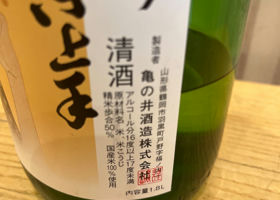 上手
清酒
アルコール分16度以上17度未満
原材料名 米、米こうじ
精米歩合50% 国産米100%使用
製造者
亀の井酒造株式会社
山形県鶴岡市羽黒町戸野字福ノ
内容量1.8L